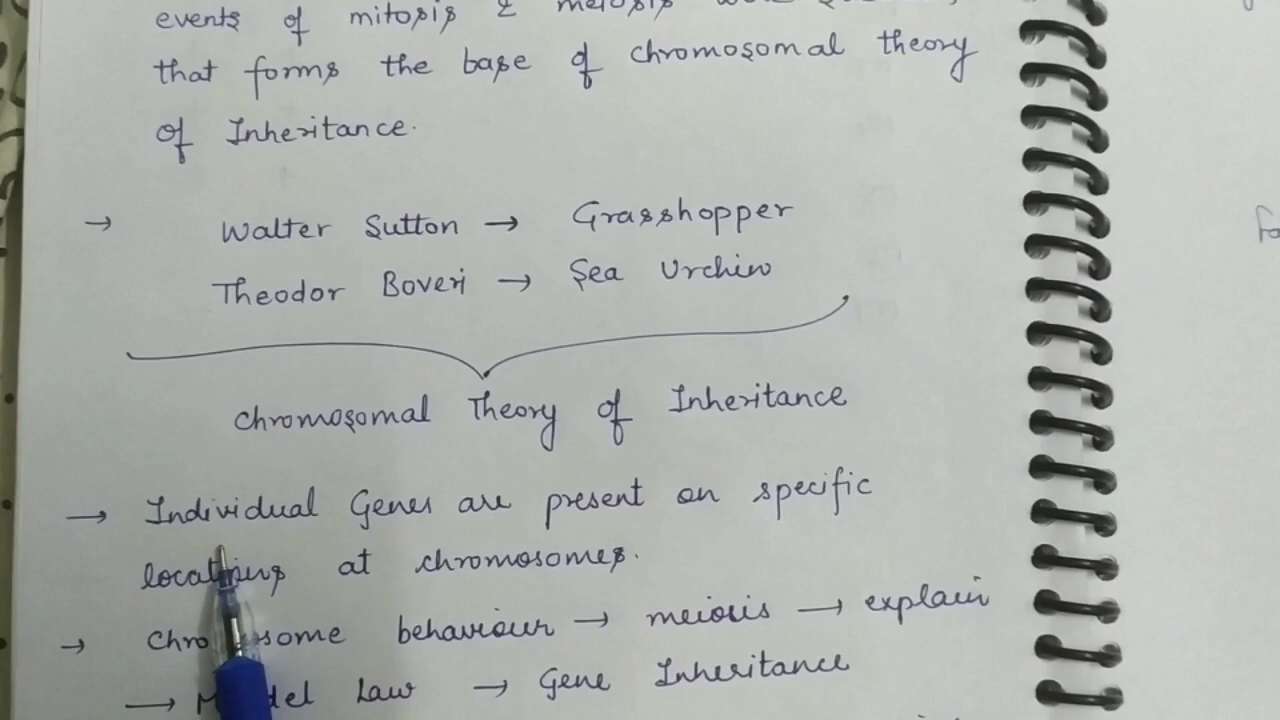 events of mitosis & meiosis
that forms the base of chromosomal theory
of Inheritance.
→ Walter Sutton → Grasshopper
Theodor Boveri → Sea Urchin
Chromosomal Theory of Inheritance
→ Individual Genes are present on specific
locations at chromosomes.
→ Chromosome behaviour → meiosis → explain
→ Mendel Law → Gene Inheritance